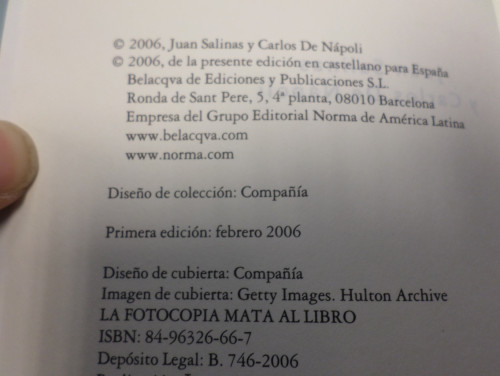 © 2006, Juan Salinas y Carlos De Nápoli
© 2006, de la presente edición en castellano para España
Belacqva de Ediciones y Publicaciones S.L.
Ronda de Sant Pere, 5, 4ª planta, 08010 Barcelona
Empresa del Grupo Editorial Norma de América Latina
www.belacqva.com
www.norma.com
Diseño de colección: Compañía
Primera edición: febrero 2006
Diseño de cubierta: Compañía
Imagen de cubierta: Getty Images. Hulton Archive
LA FOTOCOPIA MATA AL LIBRO
ISBN: 84-96326-66-7
Depósito Legal: B. 746-2006